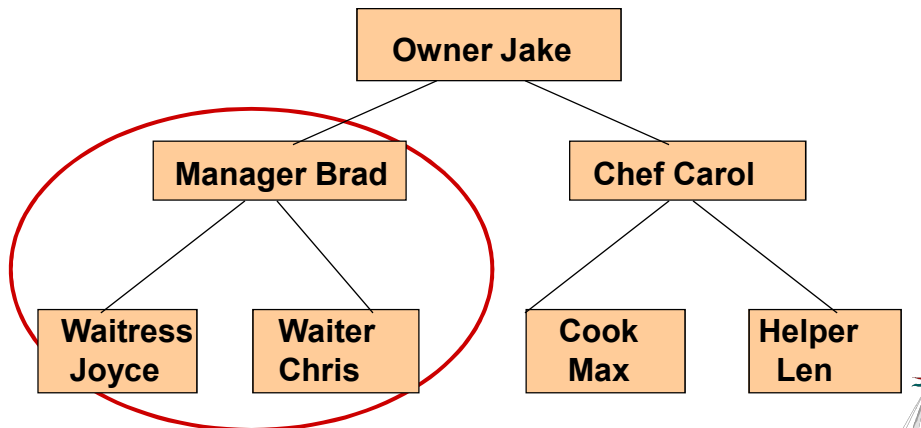 Owner Jake
Manager Brad
Chef Carol
Waitress
Joyce
Waiter
Chris
Cook
Max
Helper
Len